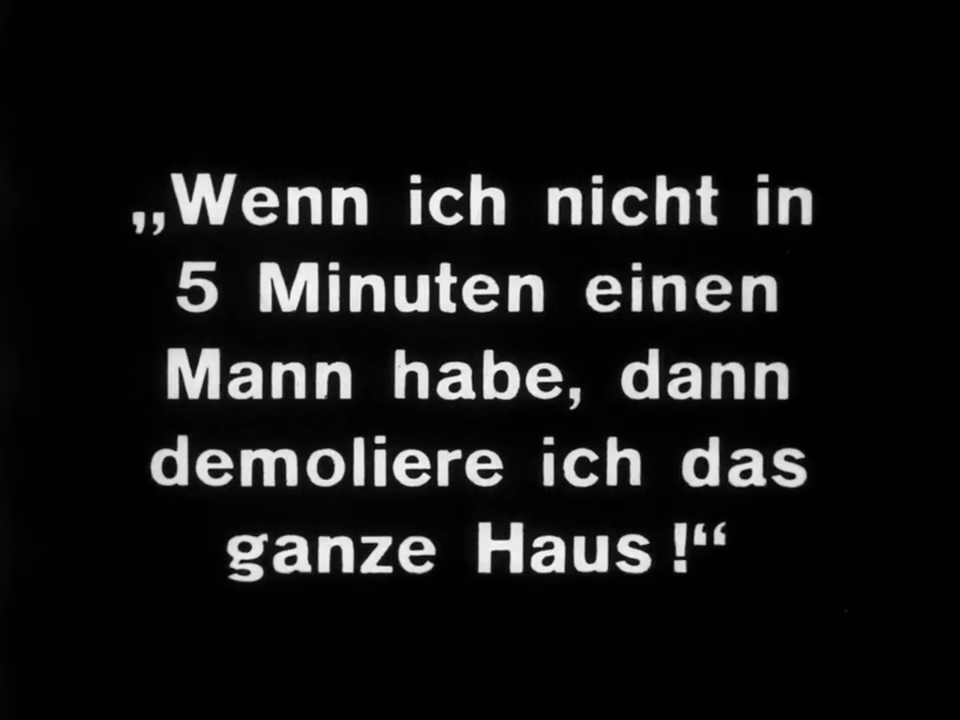 „Wenn ich nicht in
5 Minuten einen
Mann habe, dann
demoliere ich das
ganze Haus!“